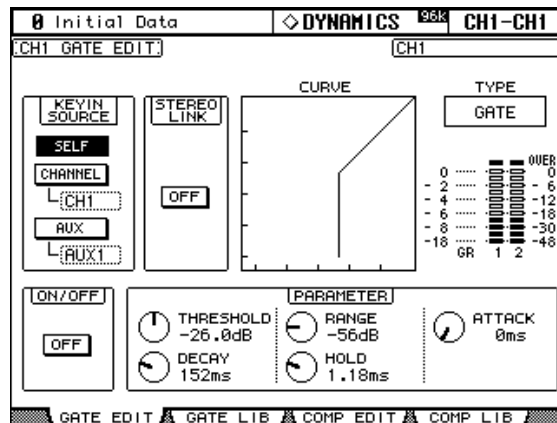 0 Initial Data
◇DYNAMICS 96k CH1-CH1
CH1 GATE EDIT
CH1
KEYIN SOURCE
SELF
CHANNEL
CH1
AUX
AUX1
STEREO LINK
OFF
CURVE
TYPE
GATE
OVER
0 0
- 2 - 6
- 4 -12
- 6 -18
- 8 -30
-18 -48
GR 1 2
ON/OFF
OFF
PARAMETER
THRESHOLD
-26.0dB
RANGE
-56dB
ATTACK
0ms
DECAY
152ms
HOLD
1.18ms
GATE EDIT GATE LIB COMP EDIT COMP LIB